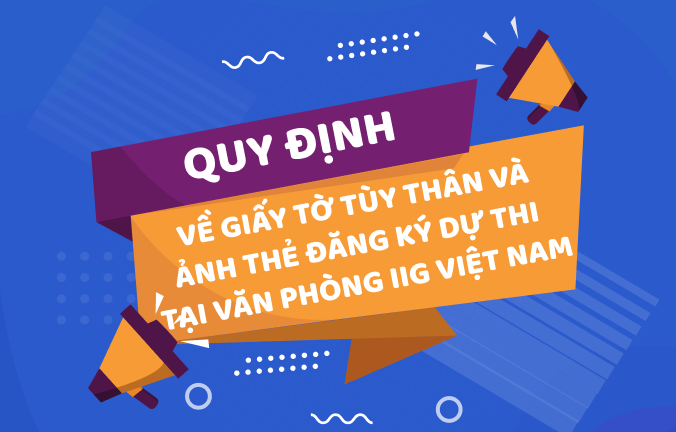 QUY ĐỊNH
VỀ GIẤY TỜ TÙY THÂN VÀ
ẢNH THẺ ĐĂNG KÝ DỰ THI
TẠI VĂN PHÒNG IIG VIỆT NAM